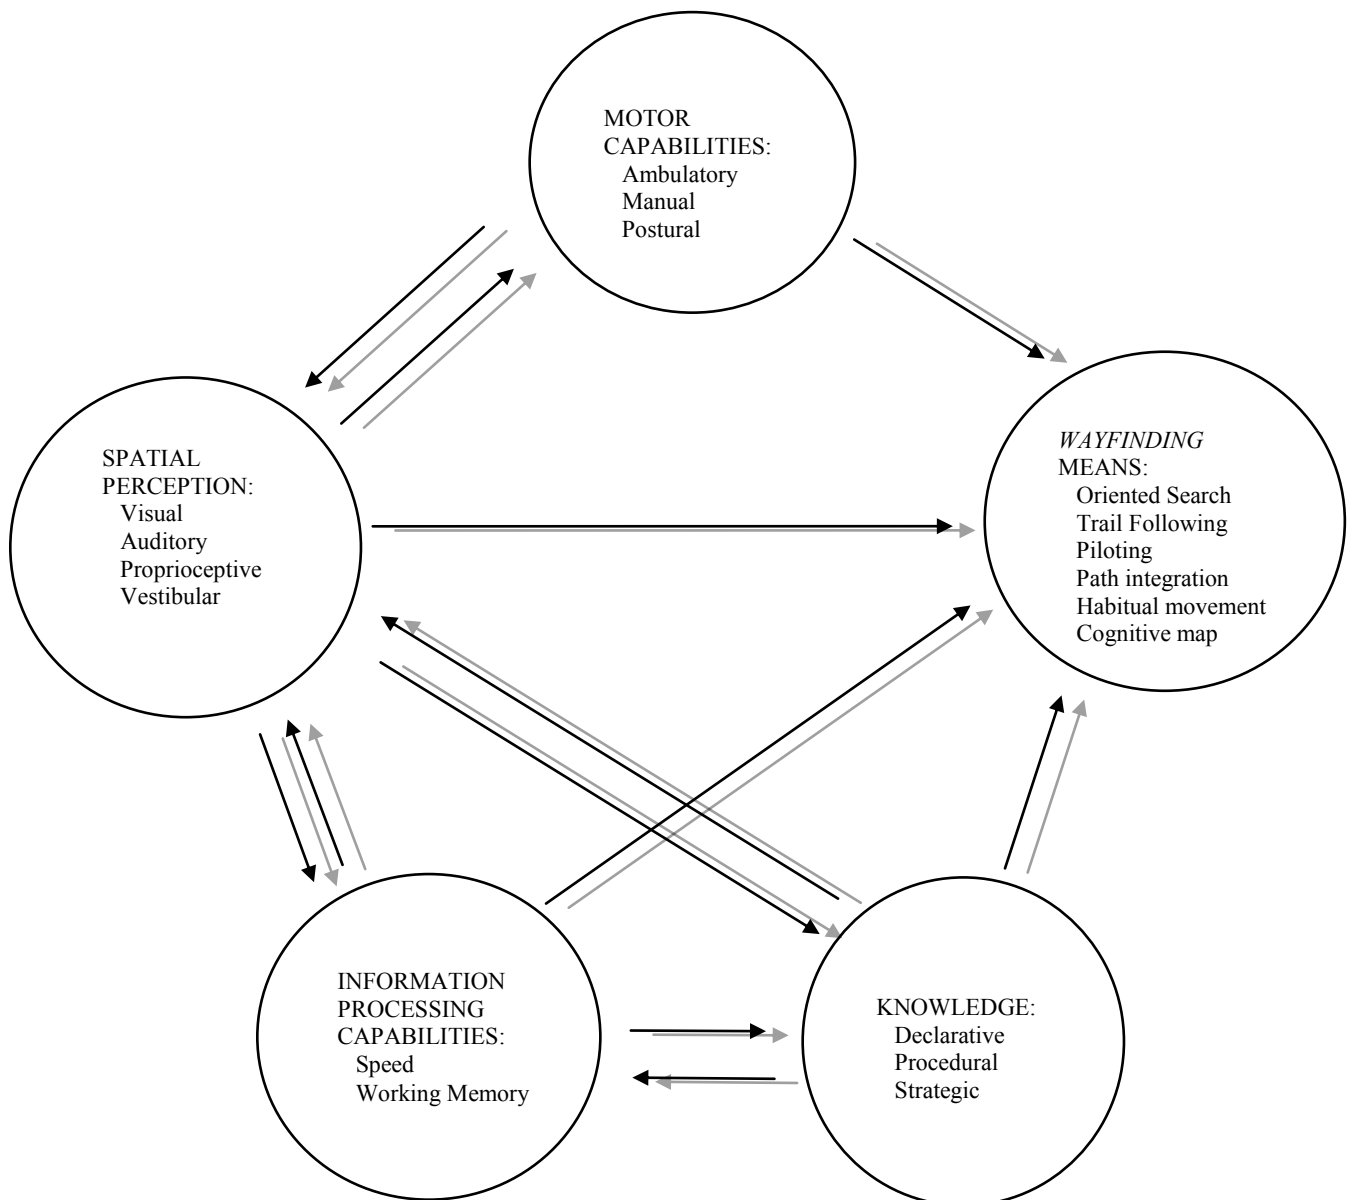 MOTOR
CAPABILITIES:
Ambulatory
Manual
Postural
SPATIAL
PERCEPTION:
Visual
Auditory
Proprioceptive
Vestibular
WAYFINDING
MEANS:
Oriented Search
Trail Following
Piloting
Path integration
Habitual movement
Cognitive map
INFORMATION
PROCESSING
CAPABILITIES:
Speed
Working Memory
KNOWLEDGE:
Declarative
Procedural
Strategic